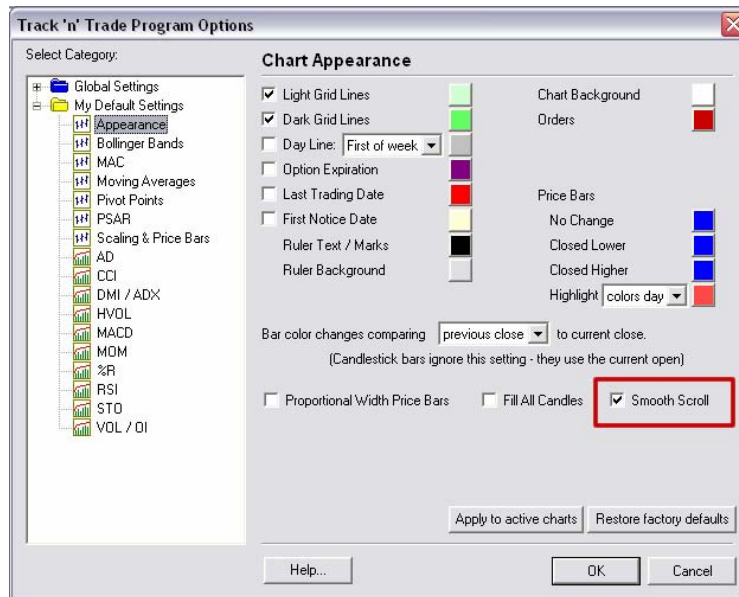 Track 'n' Trade Program Options
Select Category:
Global Settings
My Default Settings
Appearance
Bollinger Bands
MAC
Moving Averages
Pivot Points
PSAR
Scaling & Price Bars
AD
CCI
DMI / ADX
HVOL
MACD
MOM
%R
RSI
STO
VOL / OI
Chart Appearance
Light Grid Lines
Chart Background
Dark Grid Lines
Orders
Day Line: First of week
Option Expiration
Last Trading Date
Price Bars
First Notice Date
No Change
Ruler Text / Marks
Closed Lower
Ruler Background
Closed Higher
Highlight colors day
Bar color changes comparing previous close to current close.
(Candlestick bars ignore this setting - they use the current open)
Proportional Width Price Bars Fill All Candles Smooth Scroll
Apply to active charts Restore factory defaults
Help... OK Cancel